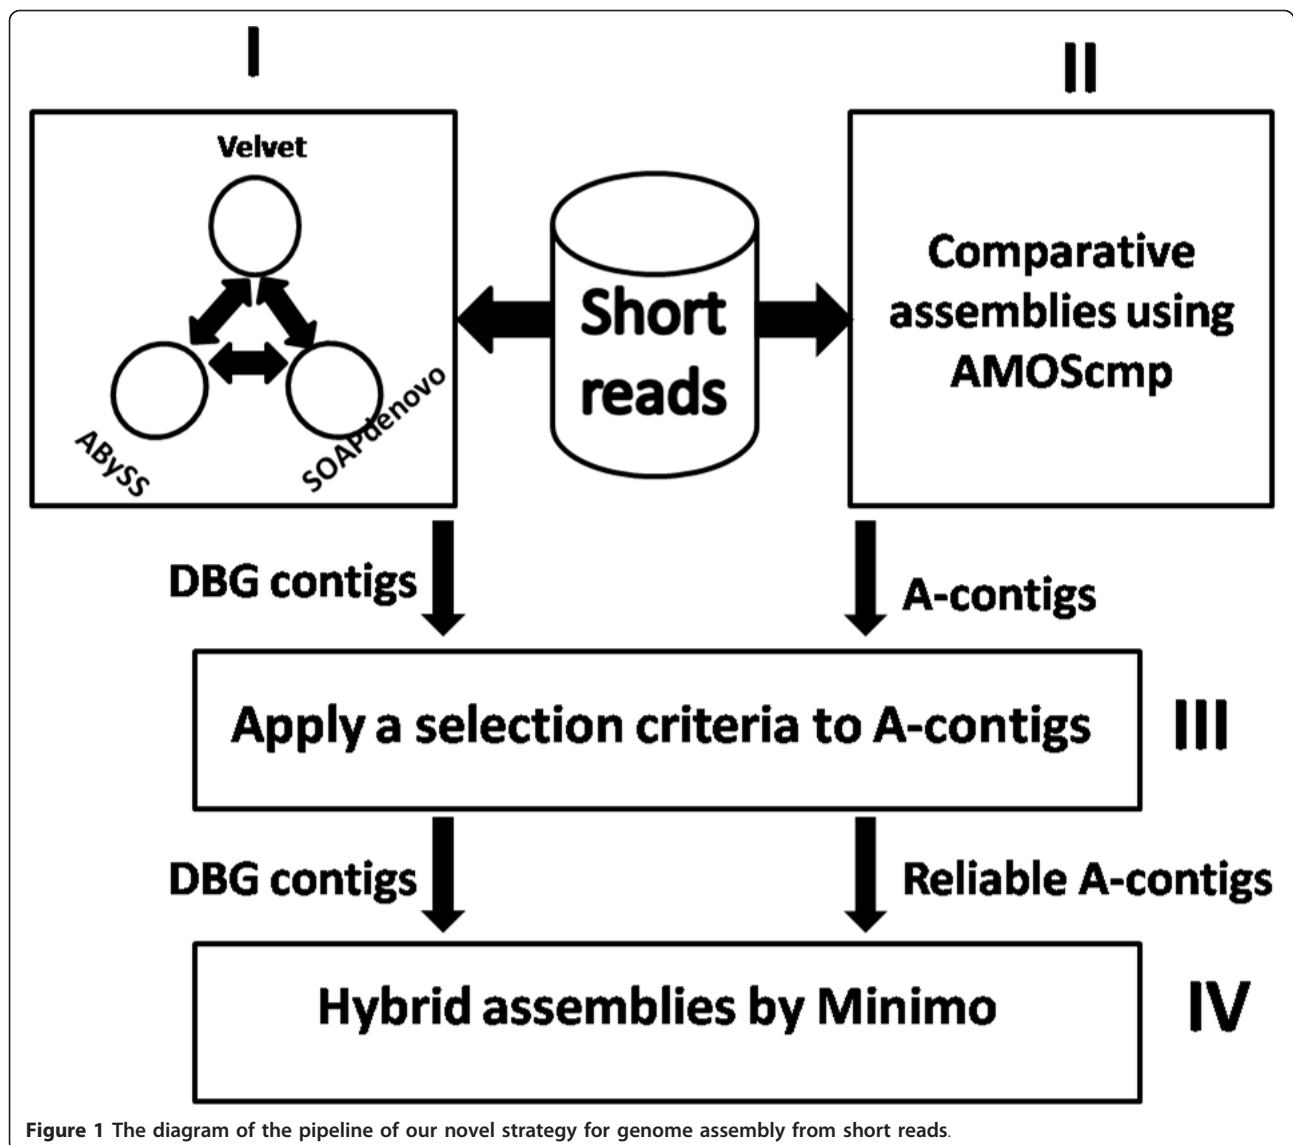 I
II
Velvet
ABySS
SOAPdenovo
Short
reads
Comparative
assemblies using
AMOScmp
DBG contigs
A-contigs
Apply a selection criteria to A-contigs
III
DBG contigs
Reliable A-contigs
Hybrid assemblies by Minimo
IV
Figure 1 The diagram of the pipeline of our novel strategy for genome assembly from short reads.